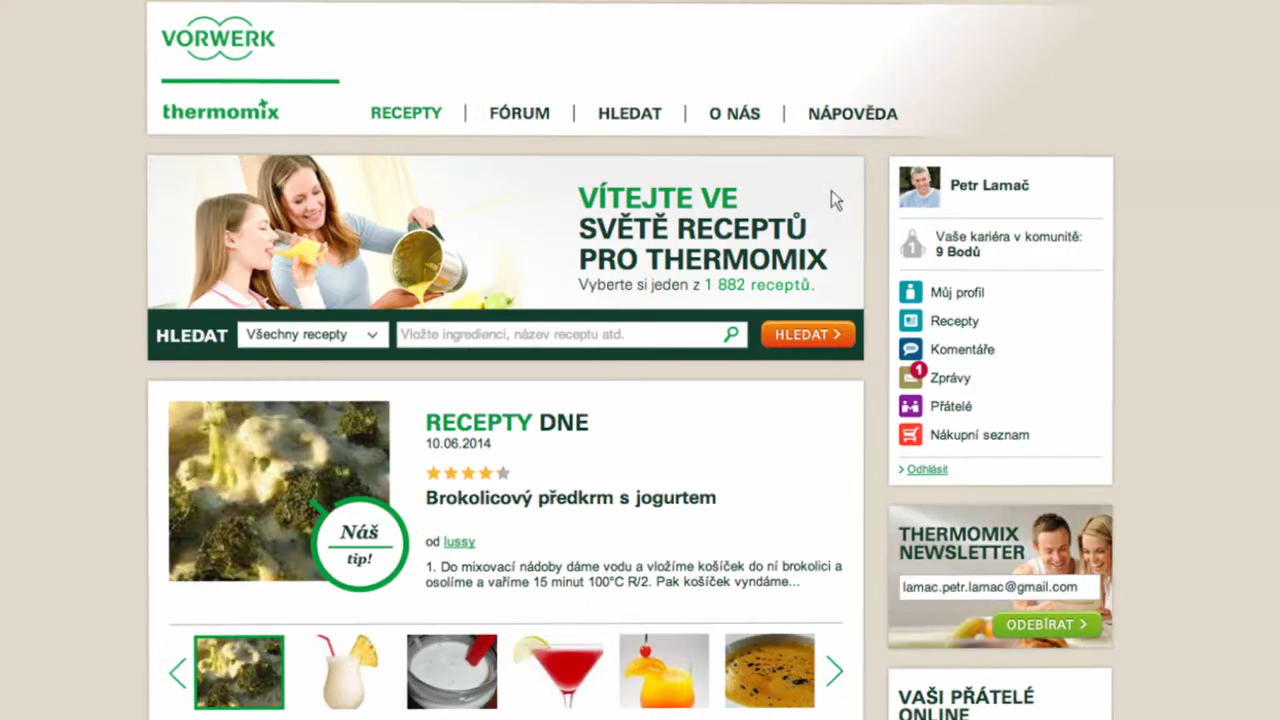 VORWERK
thermomix
RECEPTY | FÓRUM | HLEDAT | O NÁS | NÁPOVĚDA
VÍTEJTE VE
SVĚTĚ RECEPTŮ
PRO THERMOMIX
Vyberte si jeden z 1 882 receptů.
HLEDAT Všechny recepty Vložte ingredienci, název receptu atd. HLEDAT >
RECEPTY DNE
10.06.2014
Brokolicový předkrm s jogurtem
od lussy
1. Do mixovací nádoby dáme vodu a vložíme košíček do ní brokolici a
osolíme a vaříme 15 minut 100°C R/2. Pak košíček vyndáme...
Náš
tip!
Petr Lamač
1
Vaše kariéra v komunitě:
9 Bodů
Můj profil
Recepty
Komentáře
1
Zprávy
Přátelé
Nákupní seznam
> Odhlásit
THERMOMIX
NEWSLETTER
lamac.petr.lamac@gmail.com
ODEBÍRAT >
VAŠI PŘÁTELÉ
ONLINE